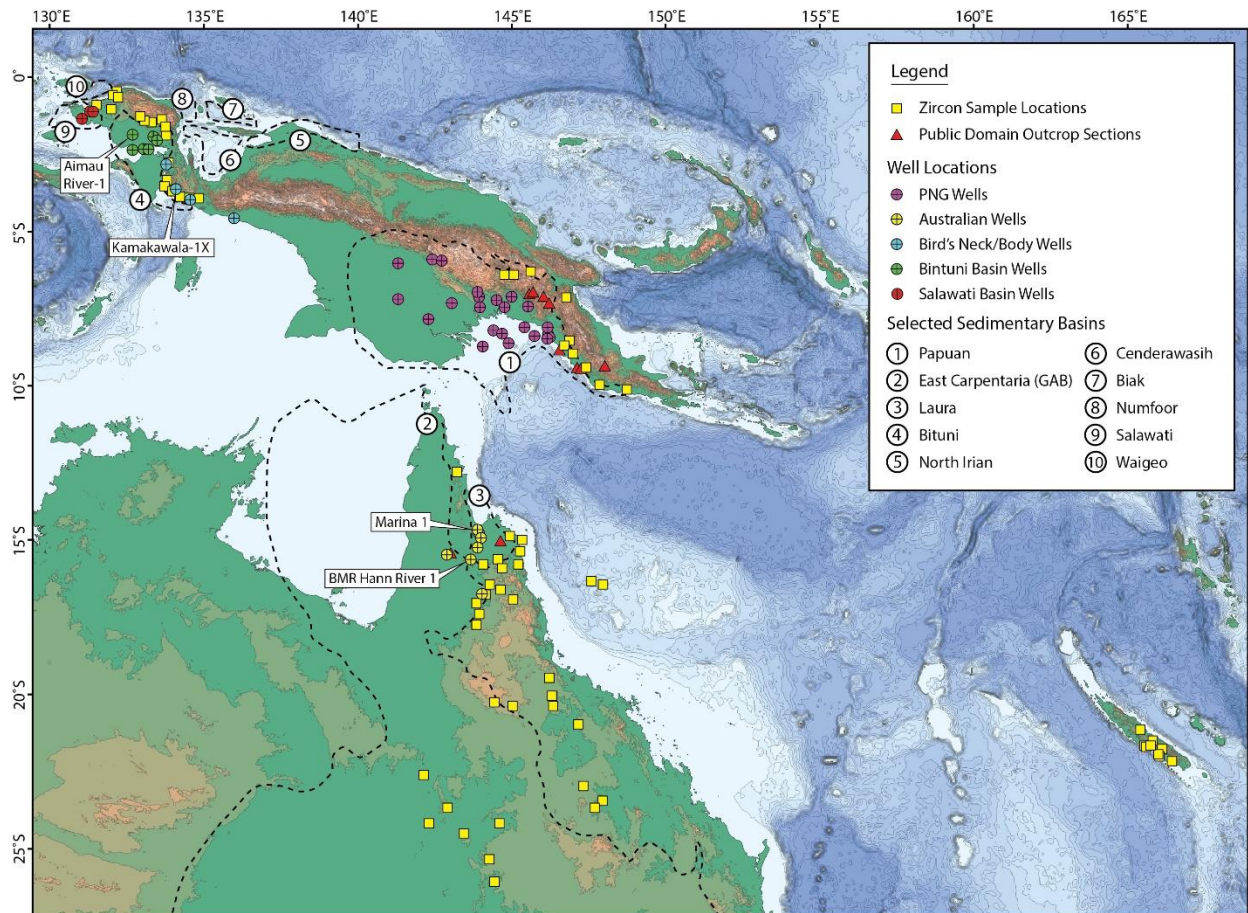 130°E
135°E
140°E
145°E
150°E
155°E
160°E
165°E
0°
5°S
10°S
15°S
20°S
25°S
10
9
8
7
6
5
Aimau
River-1
4
Kamakawala-1X
1
2
3
Marina 1
BMR Hann River 1
Legend
Zircon Sample Locations
Public Domain Outcrop Sections
Well Locations
PNG Wells
Australian Wells
Bird's Neck/Body Wells
Bintuni Basin Wells
Salawati Basin Wells
Selected Sedimentary Basins
1 Papuan
2 East Carpentaria (GAB)
3 Laura
4 Bituni
5 North Irian
6 Cenderawasih
7 Biak
8 Numfoor
9 Salawati
10 Waigeo